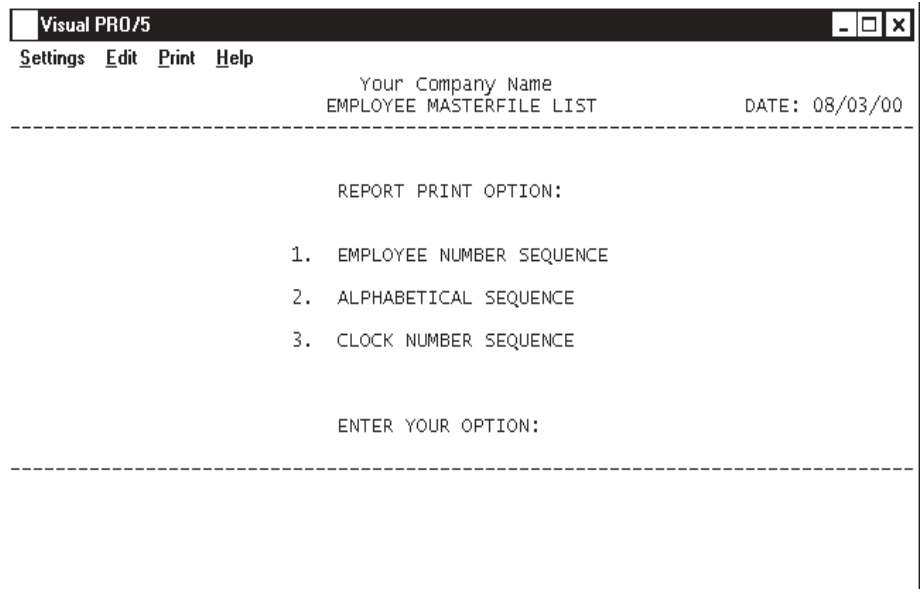 Visual PRO/5
Settings Edit Print Help
Your Company Name
EMPLOYEE MASTERFILE LIST DATE: 08/03/00
REPORT PRINT OPTION:
1. EMPLOYEE NUMBER SEQUENCE
2. ALPHABETICAL SEQUENCE
3. CLOCK NUMBER SEQUENCE
ENTER YOUR OPTION: